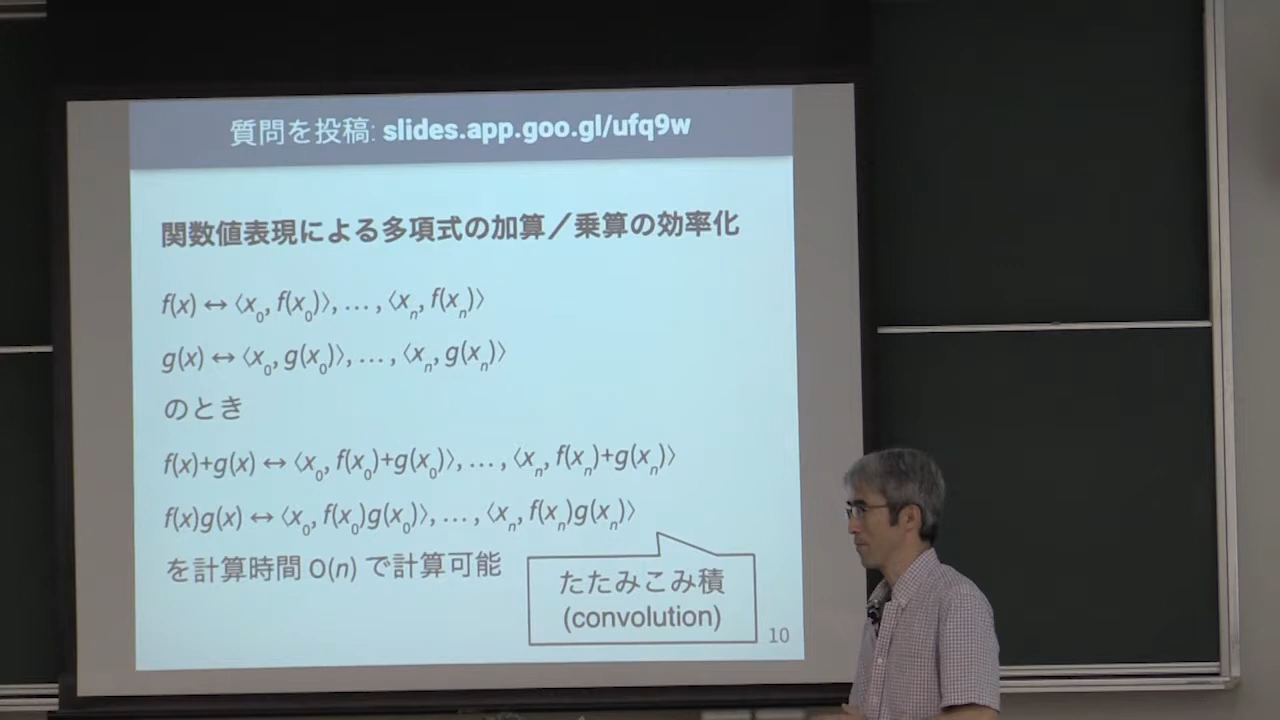 質問を投稿: slides.app.goo.gl/ufq9w
関数値表現による多項式の加算／乗算の効率化
f(x) ↔ ⟨x₀, f(x₀)⟩, … , ⟨xₙ, f(xₙ)⟩
g(x) ↔ ⟨x₀, g(x₀)⟩, … , ⟨xₙ, g(xₙ)⟩
のとき
f(x)+g(x) ↔ ⟨x₀, f(x₀)+g(x₀)⟩, … , ⟨xₙ, f(xₙ)+g(xₙ)⟩
f(x)g(x) ↔ ⟨x₀, f(x₀)g(x₀)⟩, … , ⟨xₙ, f(xₙ)g(xₙ)⟩
を計算時間 O(n) で計算可能
たたみこみ積
(convolution)
10